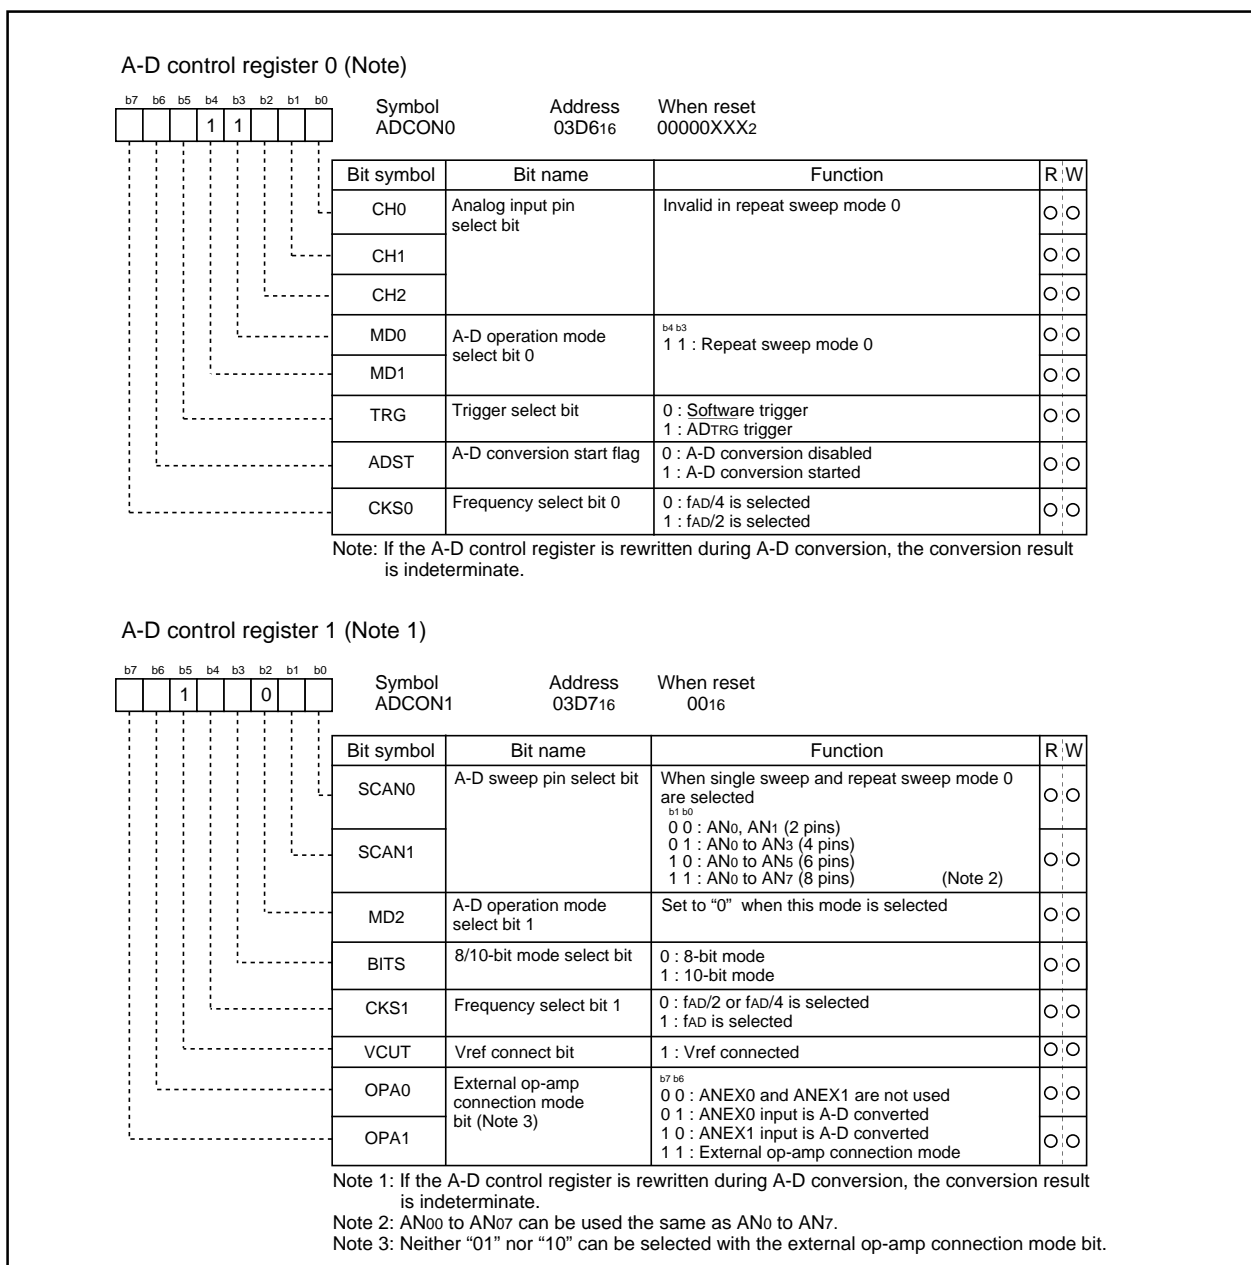 A-D control register 0 (Note)
b7 b6 b5 b4 b3 b2 b1 b0
1 1
Symbol Address When reset
ADCON0 03D616 00000XXX2
Bit symbol Bit name Function R W
CH0 Analog input pin select bit Invalid in repeat sweep mode 0
CH1
CH2
MD0 A-D operation mode select bit 0
b4 b3
1 1 : Repeat sweep mode 0
MD1
TRG Trigger select bit 0 : Software trigger
1 : ADTRG trigger
ADST A-D conversion start flag 0 : A-D conversion disabled
1 : A-D conversion started
CKS0 Frequency select bit 0 0 : fAD/4 is selected
1 : fAD/2 is selected
Note: If the A-D control register is rewritten during A-D conversion, the conversion result
is indeterminate.
A-D control register 1 (Note 1)
b7 b6 b5 b4 b3 b2 b1 b0
1 0
Symbol Address When reset
ADCON1 03D716 0016
Bit symbol Bit name Function R W
SCAN0 A-D sweep pin select bit When single sweep and repeat sweep mode 0
are selected
b1 b0
0 0 : AN0, AN1 (2 pins)
0 1 : AN0 to AN3 (4 pins)
SCAN1
1 0 : AN0 to AN5 (6 pins)
1 1 : AN0 to AN7 (8 pins) (Note 2)
MD2 A-D operation mode select bit 1 Set to “0” when this mode is selected
BITS 8/10-bit mode select bit 0 : 8-bit mode
1 : 10-bit mode
CKS1 Frequency select bit 1 0 : fAD/2 or fAD/4 is selected
1 : fAD is selected
VCUT Vref connect bit 1 : Vref connected
OPA0 External op-amp connection mode bit (Note 3)
b7 b6
0 0 : ANEX0 and ANEX1 are not used
0 1 : ANEX0 input is A-D converted
OPA1
1 0 : ANEX1 input is A-D converted
1 1 : External op-amp connection mode
Note 1: If the A-D control register is rewritten during A-D conversion, the conversion result
is indeterminate.
Note 2: AN00 to AN07 can be used the same as AN0 to AN7.
Note 3: Neither “01” nor “10” can be selected with the external op-amp connection mode bit.